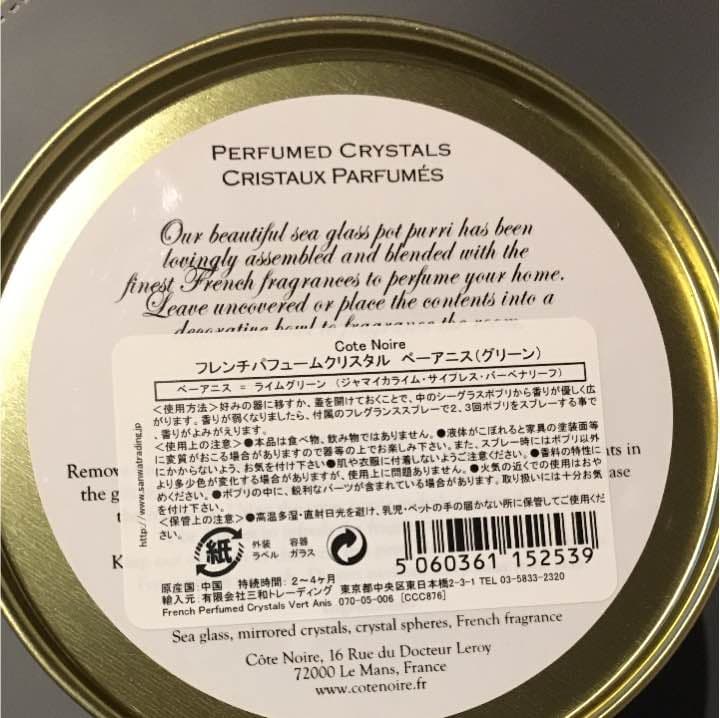 PERFUMED CRYSTALS
CRISTAUX PARFUMÉS
Our beautiful sea glass pot purri has been
lovingly assembled and blended with the
finest French fragrances to perfume your home.
Leave uncovered or place the contents into a
decorative bowl to fragrance the room
Cote Noire
フレンチパフュームクリスタル ペーアニス(グリーン)
ペーアニス = ライムグリーン (ジャマイカライム・サイプレス・バーベナリーフ)
<使用方法>好みの器に移すか、蓋を開けておくことで、中のシーグラスポプリから香りが優しく広
がります。香りが弱くなりましたら、付属のフレグランススプレーで2、3回ポプリをスプレーする事で
、香りがよみがえります。
<使用上の注意>●本品は食べ物、飲み物ではありません。●液体がこぼれると家具の塗装面等
に変質がおこる場合がありますので器等の上でお楽しみ下さい。また、スプレー時にはポプリ以外
にかからないよう、お気を付け下さい●肌や衣服に付着しないようご注意下さい。●香料の特性に
より多少色が変化する場合がありますが、使用上に問題ありません。●火気の近くでの使用はおや
めください。●ポプリの中に、鋭利なパーツが含まれている場合があります。取り扱いには十分お気
を付け下さい。
<保管上の注意>●高温多湿・直射日光を避け、乳児・ペットの手の届かない所に保管してご使用くだ
さい。
http://www.sanwatrading.jp
Remov
the g
ts in
ase
K
紙
外装
ラベル
容器
ガラス
5 060361 152539
原産国:中国 持続時間: 2~4ヶ月
輸入元:有限会社三和トレーディング 東京都中央区東日本橋2-3-1 TEL 03-5833-2320
French Perfumed Crystals Vert Anis 070-05-006 [CCC876]
Sea glass, mirrored crystals, crystal spheres, French fragrance
Côte Noire, 16 Rue du Docteur Leroy
72000 Le Mans, France
www.cotenoire.fr